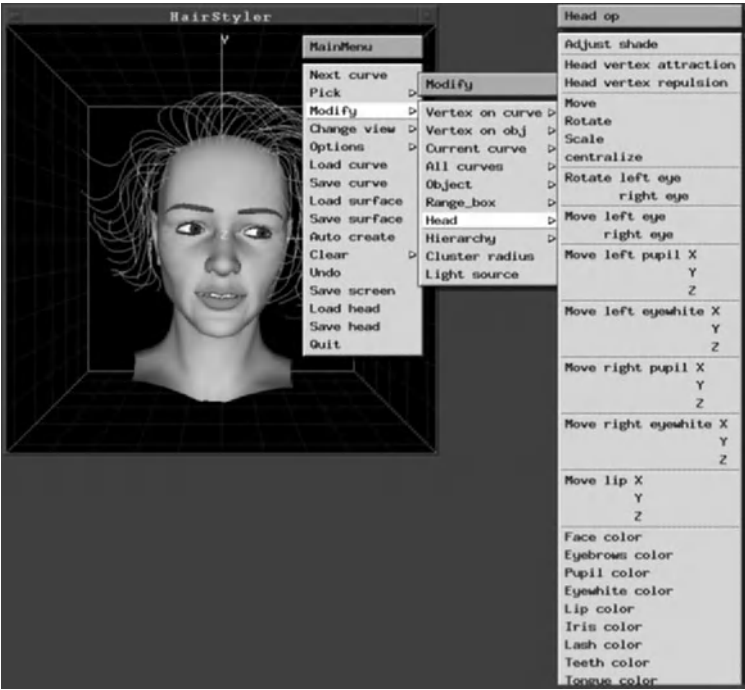 HairStyler
Y
MainMenu
Next curve
Pick
Modify
Change view
Options
Load curve
Save curve
Load surface
Save surface
Auto create
Clear
Undo
Save screen
Load head
Save head
Quit
Modify
Vertex on curve
Vertex on obj
Current curve
All curves
Object
Range_box
Head
Hierarchy
Cluster radius
Light source
Head op
Adjust shade
Head vertex attraction
Head vertex repulsion
Move
Rotate
Scale
centralize
Rotate left eye
right eye
Move left eye
right eye
Move left pupil X
Y
Z
Move left eyewhite X
Y
Z
Move right pupil X
Y
Z
Move right eyewhite X
Y
Z
Move lip X
Y
Z
Face color
Eyebrows color
Pupil color
Eyewhite color
Lip color
Iris color
Lash color
Teeth color
Tongue color